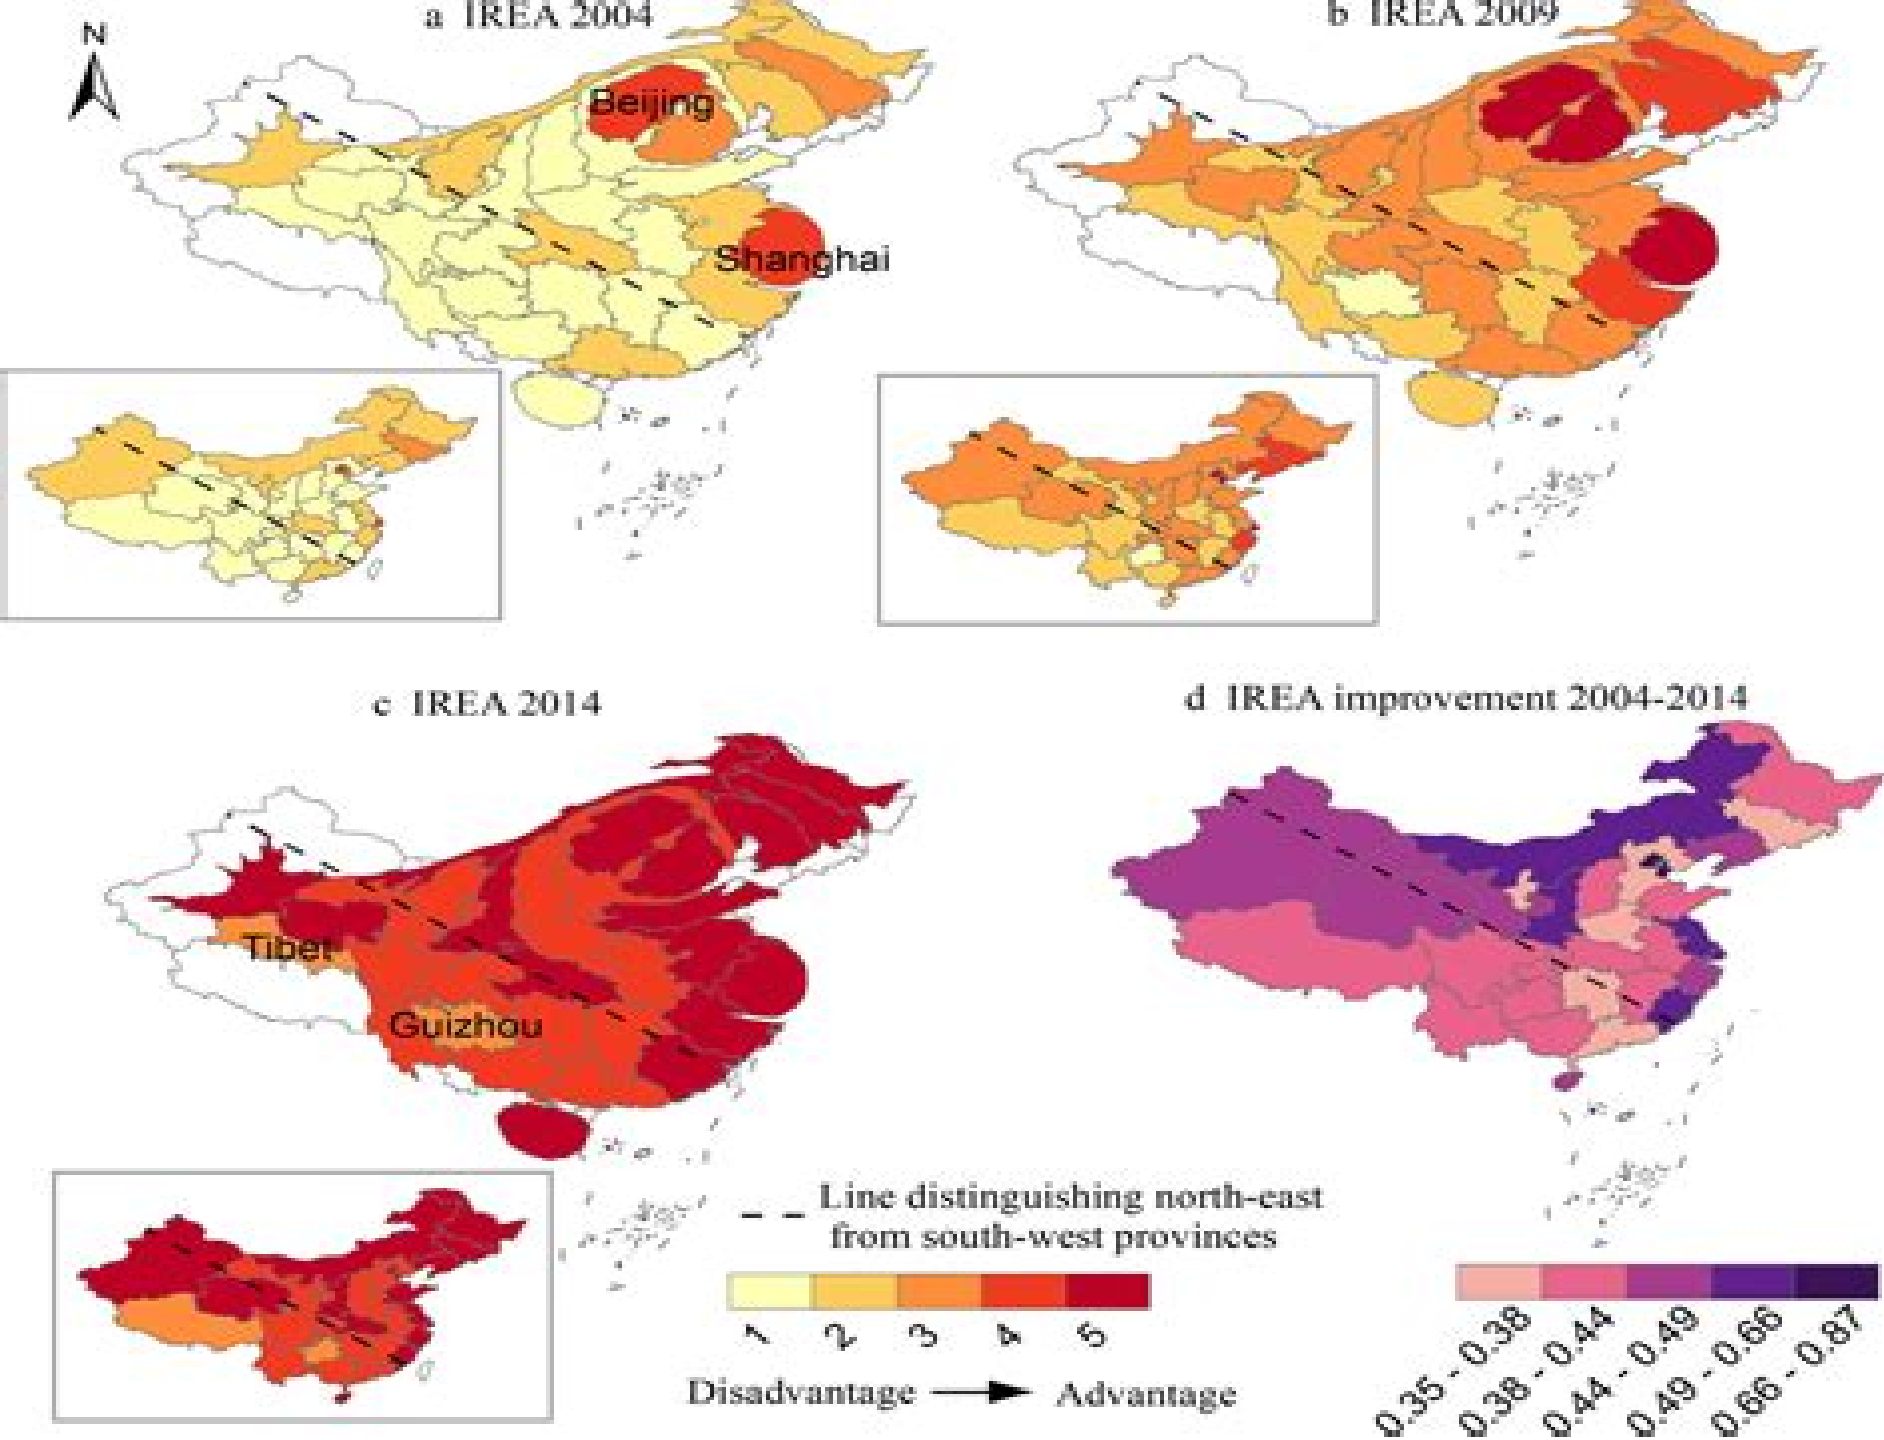 a IREA 2004
b IREA 2009
N
Beijing
Shanghai
c IREA 2014
d IREA improvement 2004-2014
Tibet
Guizhou
Line distinguishing north-east
from south-west provinces
1 2 3 4 5
Disadvantage Advantage
0.35 - 0.38
0.38 - 0.44
0.44 - 0.49
0.49 - 0.66
0.66 - 0.87